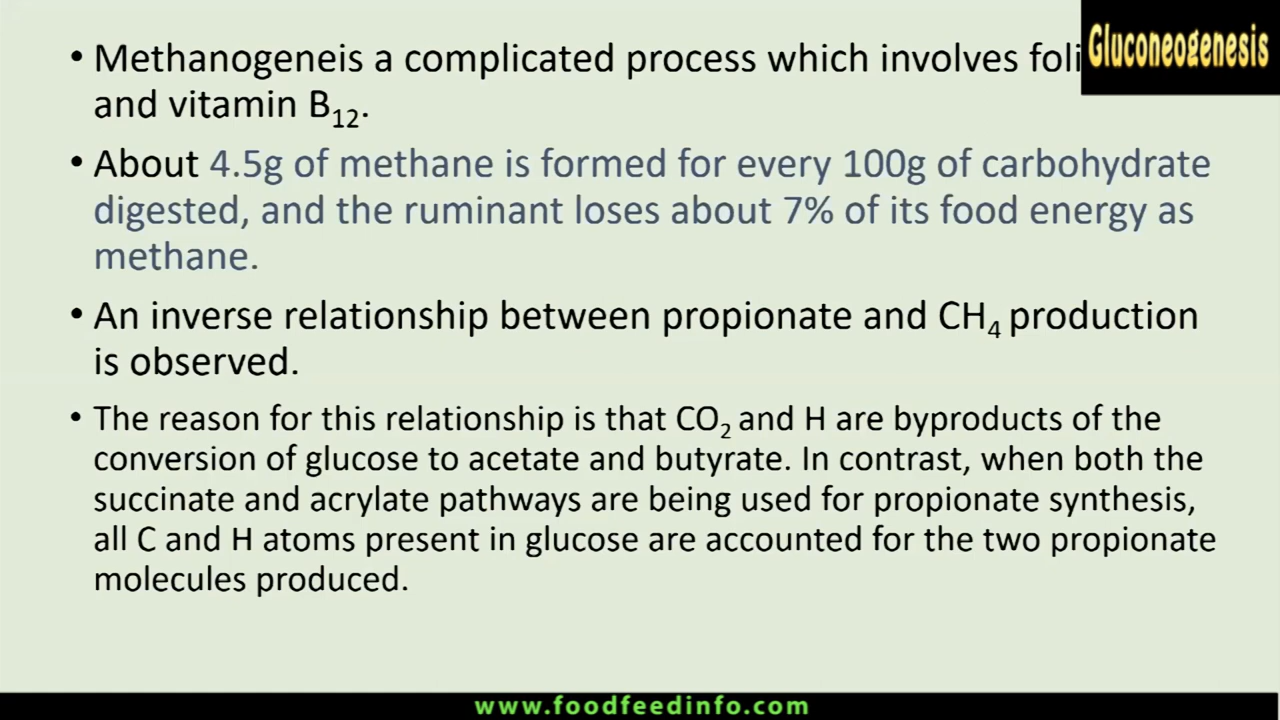 • Methanogeneis a complicated process which involves
Gluconeogenesis
and vitamin B₁₂.
• About 4.5g of methane is formed for every 100g of carbohydrate
digested, and the ruminant loses about 7% of its food energy as
methane.
• An inverse relationship between propionate and CH₄ production
is observed.
• The reason for this relationship is that CO₂ and H are byproducts of the
conversion of glucose to acetate and butyrate. In contrast, when both the
succinate and acrylate pathways are being used for propionate synthesis,
all C and H atoms present in glucose are accounted for the two propionate
molecules produced.
www.foodfeedinfo.com